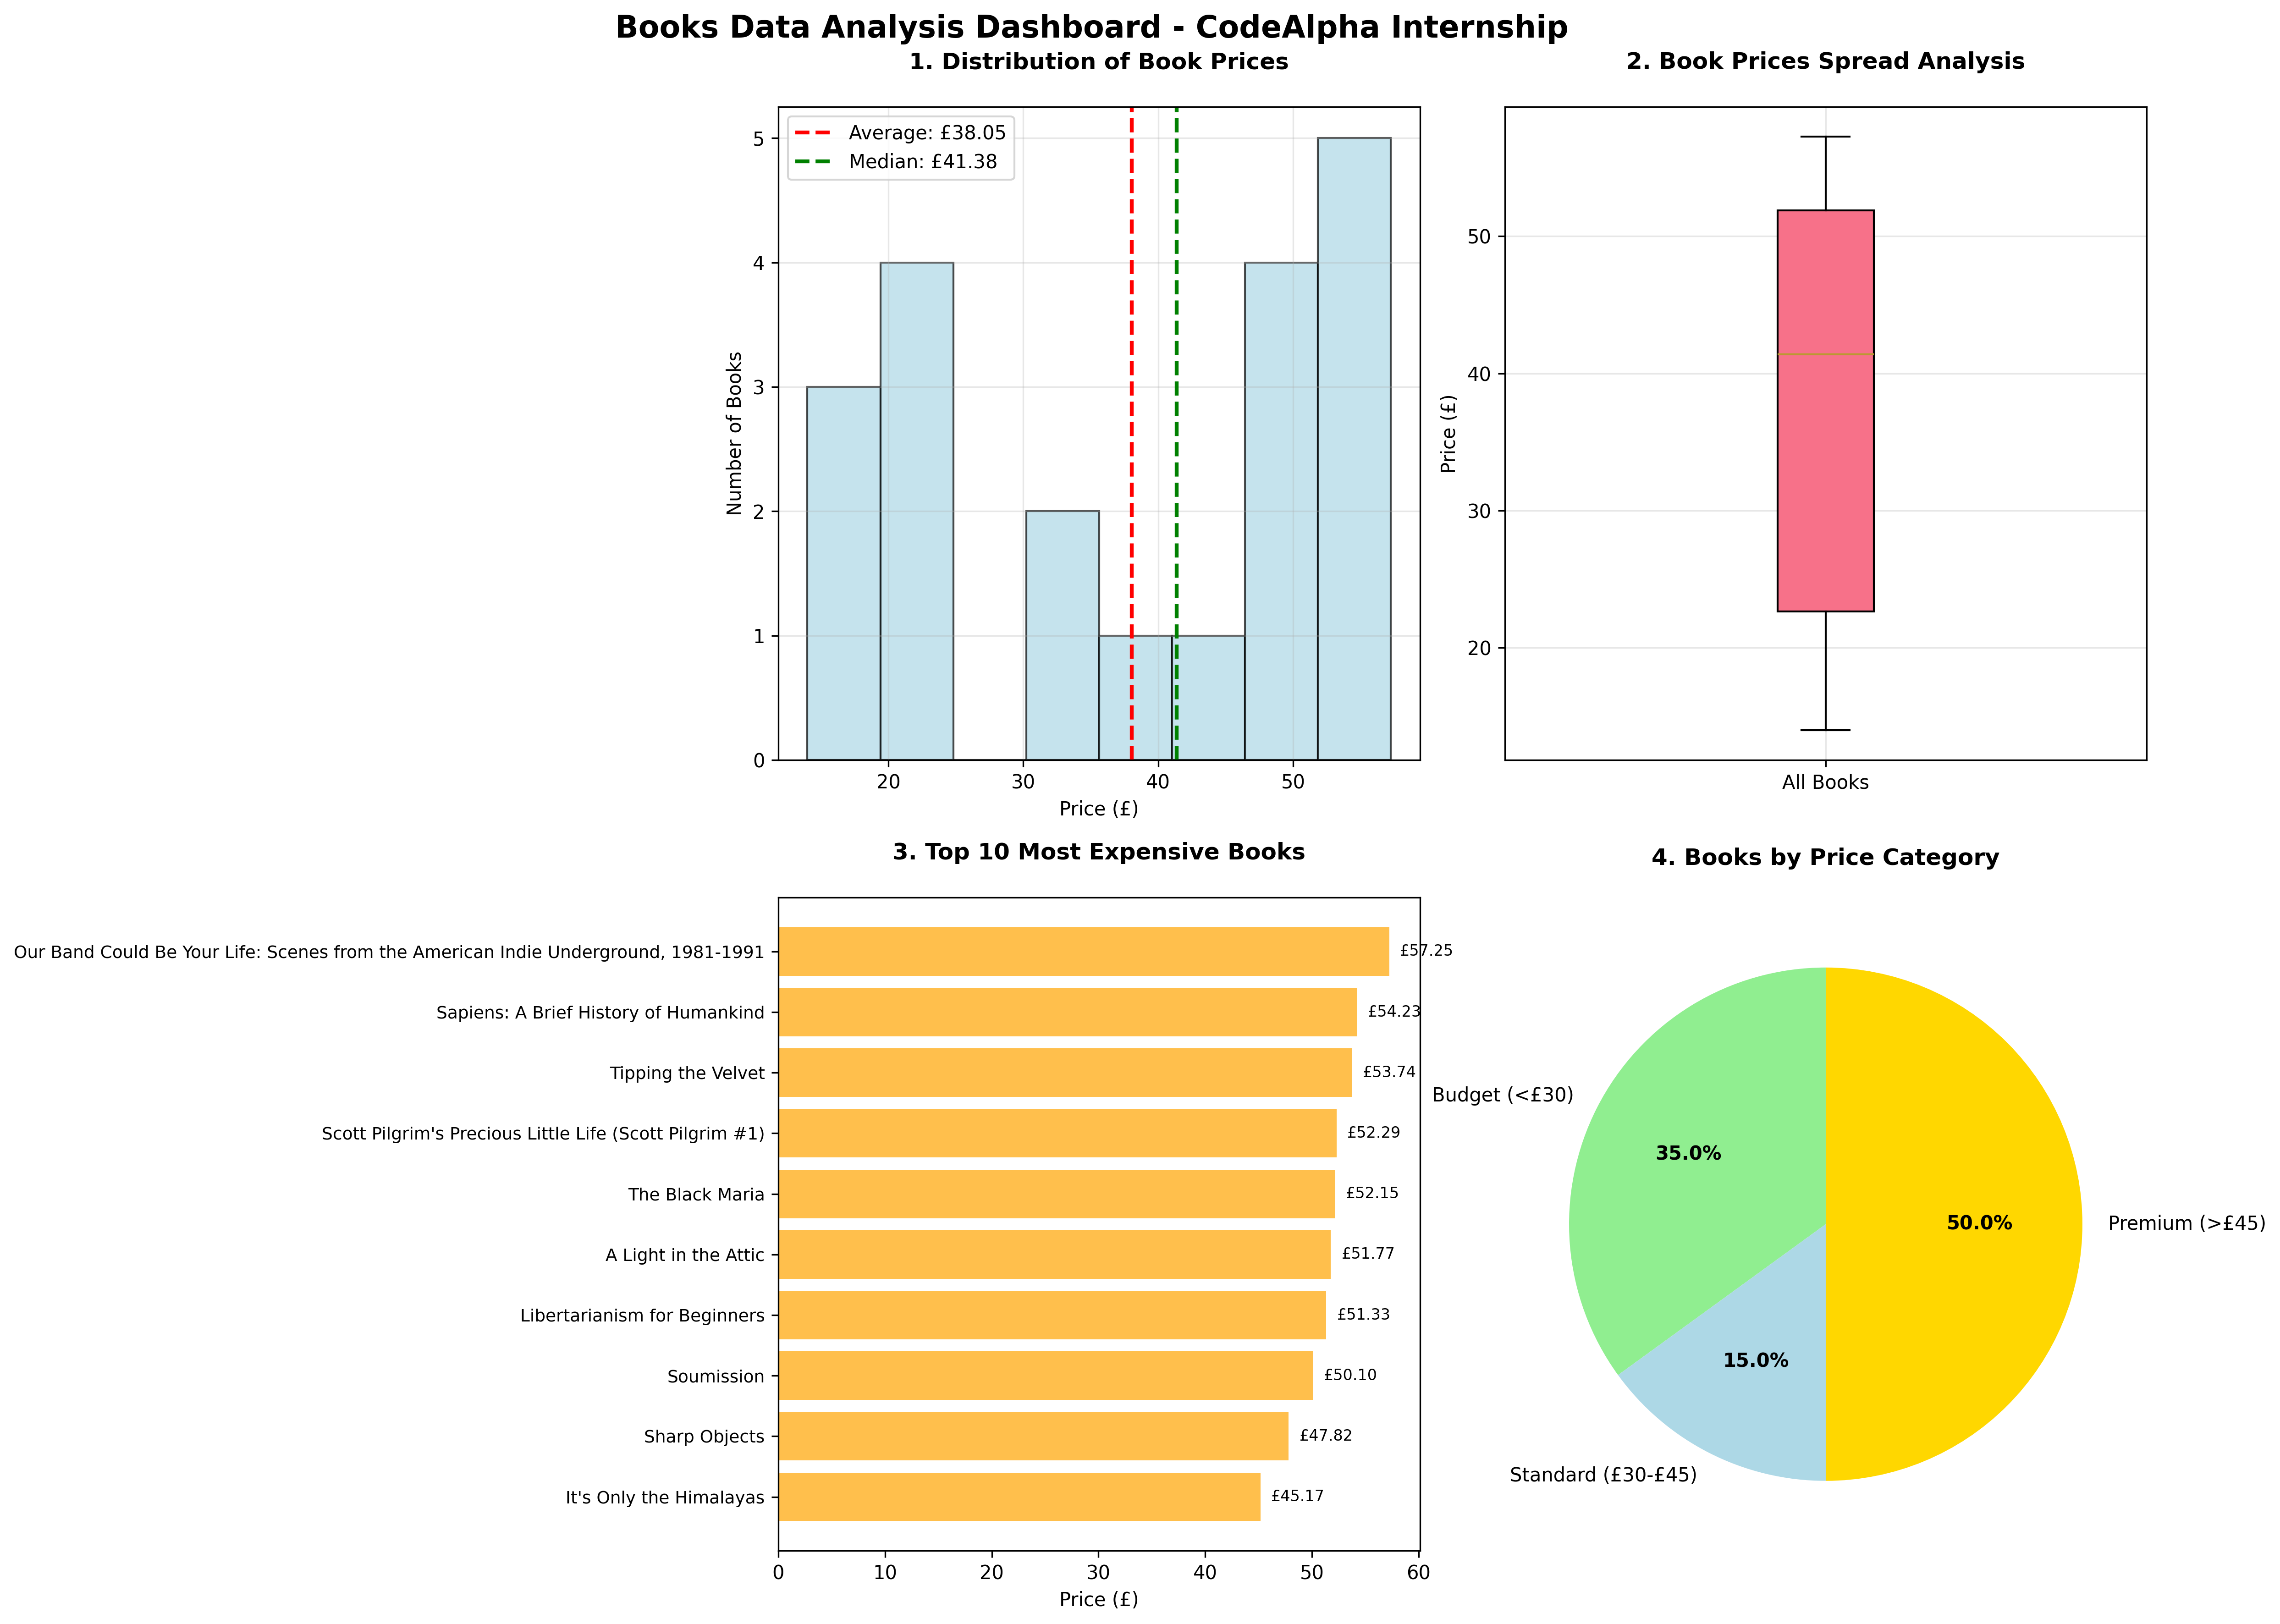 Books Data Analysis Dashboard - CodeAlpha Internship
1. Distribution of Book Prices
Average: £38.05
Median: £41.38
Number of Books
5
4
3
2
1
0
20 30 40 50
Price (£)
2. Book Prices Spread Analysis
Price (£)
50
40
30
20
All Books
3. Top 10 Most Expensive Books
Our Band Could Be Your Life: Scenes from the American Indie Underground, 1981-1991 £57.25
Sapiens: A Brief History of Humankind £54.23
Tipping the Velvet £53.74
Scott Pilgrim's Precious Little Life (Scott Pilgrim #1) £52.29
The Black Maria £52.15
A Light in the Attic £51.77
Libertarianism for Beginners £51.33
Soumission £50.10
Sharp Objects £47.82
It's Only the Himalayas £45.17
0 10 20 30 40 50 60
Price (£)
4. Books by Price Category
Budget (<£30)
35.0%
50.0%
Premium (>£45)
15.0%
Standard (£30-£45)